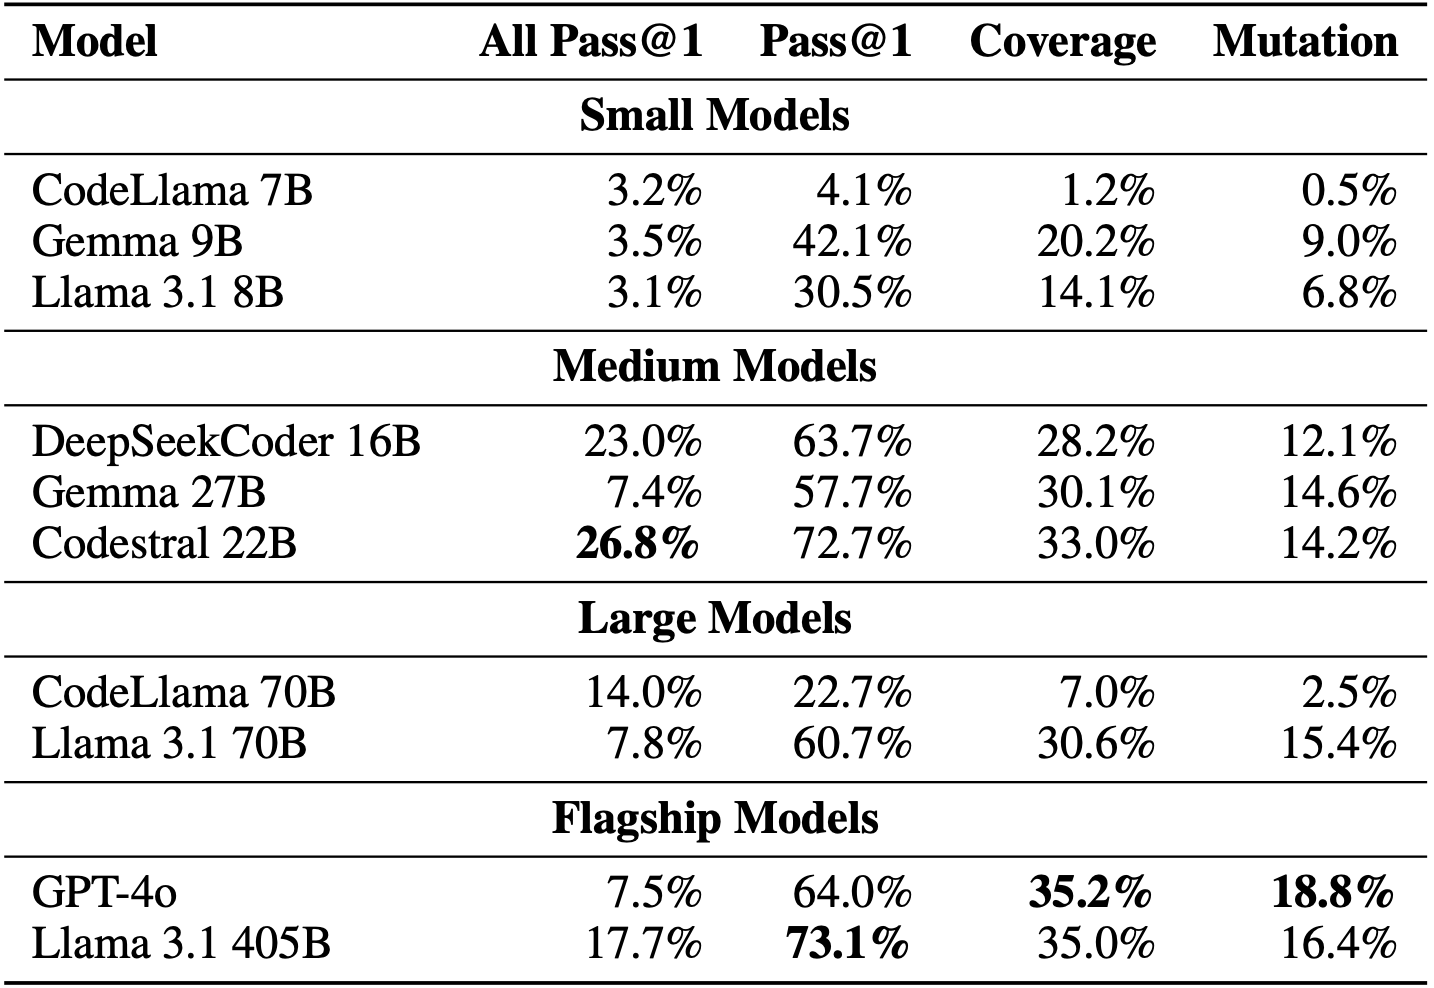 Model All Pass@1 Pass@1 Coverage Mutation
Small Models
CodeLlama 7B 3.2% 4.1% 1.2% 0.5%
Gemma 9B 3.5% 42.1% 20.2% 9.0%
Llama 3.1 8B 3.1% 30.5% 14.1% 6.8%
Medium Models
DeepSeekCoder 16B 23.0% 63.7% 28.2% 12.1%
Gemma 27B 7.4% 57.7% 30.1% 14.6%
Codestral 22B 26.8% 72.7% 33.0% 14.2%
Large Models
CodeLlama 70B 14.0% 22.7% 7.0% 2.5%
Llama 3.1 70B 7.8% 60.7% 30.6% 15.4%
Flagship Models
GPT-4o 7.5% 64.0% 35.2% 18.8%
Llama 3.1 405B 17.7% 73.1% 35.0% 16.4%